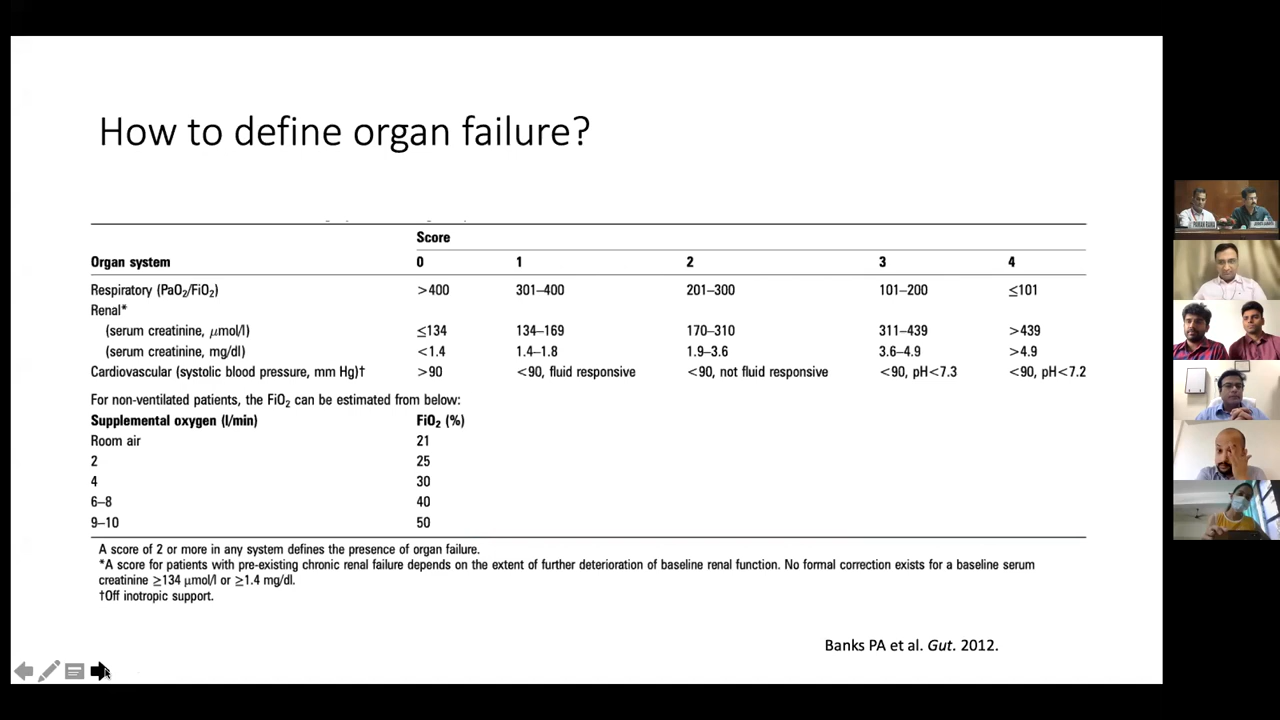 How to define organ failure?
Score
Organ system 0 1 2 3 4
Respiratory (PaO2/FiO2) >400 301–400 201–300 101–200 ≤101
Renal*
(serum creatinine, μmol/l) ≤134 134–169 170–310 311–439 >439
(serum creatinine, mg/dl) <1.4 1.4–1.8 1.9–3.6 3.6–4.9 >4.9
Cardiovascular (systolic blood pressure, mm Hg)† >90 <90, fluid responsive <90, not fluid responsive <90, pH<7.3 <90, pH<7.2
For non-ventilated patients, the FiO2 can be estimated from below:
Supplemental oxygen (l/min) FiO2 (%)
Room air 21
2 25
4 30
6–8 40
9–10 50
A score of 2 or more in any system defines the presence of organ failure.
*A score for patients with pre-existing chronic renal failure depends on the extent of further deterioration of baseline renal function. No formal correction exists for a baseline serum
creatinine ≥134 μmol/l or ≥1.4 mg/dl.
†Off inotropic support.
Banks PA et al. Gut. 2012.